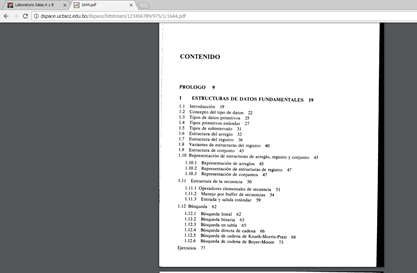 Laboratorio Salas A y B
1644.pdf
dspace.ucbscz.edu.bo/dspace/bitstream/123456789/975/1/1644.pdf
CONTENIDO
PROLOGO 9
1 ESTRUCTURAS DE DATOS FUNDAMENTALES 19
1.1 Introducción 19
1.2 Concepto del tipo de datos 22
1.3 Tipos de datos primitivos 25
1.4 Tipos primitivos estándar 27
1.5 Tipos de subintervalo 31
1.6 Estructura del arreglo 32
1.7 Estructura del registro 36
1.8 Variantes de estructuras del registro 40
1.9 Estructura de conjunto 43
1.10 Representación de estructuras de arreglo, registro y conjunto 45
1.10.1 Representación de arreglos 45
1.10.2 Representación de estructuras de registro 47
1.10.3 Representación de conjuntos 47
1.11 Estructura de la secuencia 50
1.11.1 Operadores elementales de secuencia 51
1.11.2 Manejo por buffer de secuencias 54
1.11.3 Entrada y salida estándar 59
1.12 Búsqueda 62
1.12.1 Búsqueda lineal 62
1.12.2 Búsqueda binaria 63
1.12.3 Búsqueda en tabla 65
1.12.4 Búsqueda directa de cadena 66
1.12.5 Búsqueda de cadena de Knuth-Morris-Pratt 68
1.12.6 Búsqueda de cadena de Boyer-Moore 73
Ejercicios 77